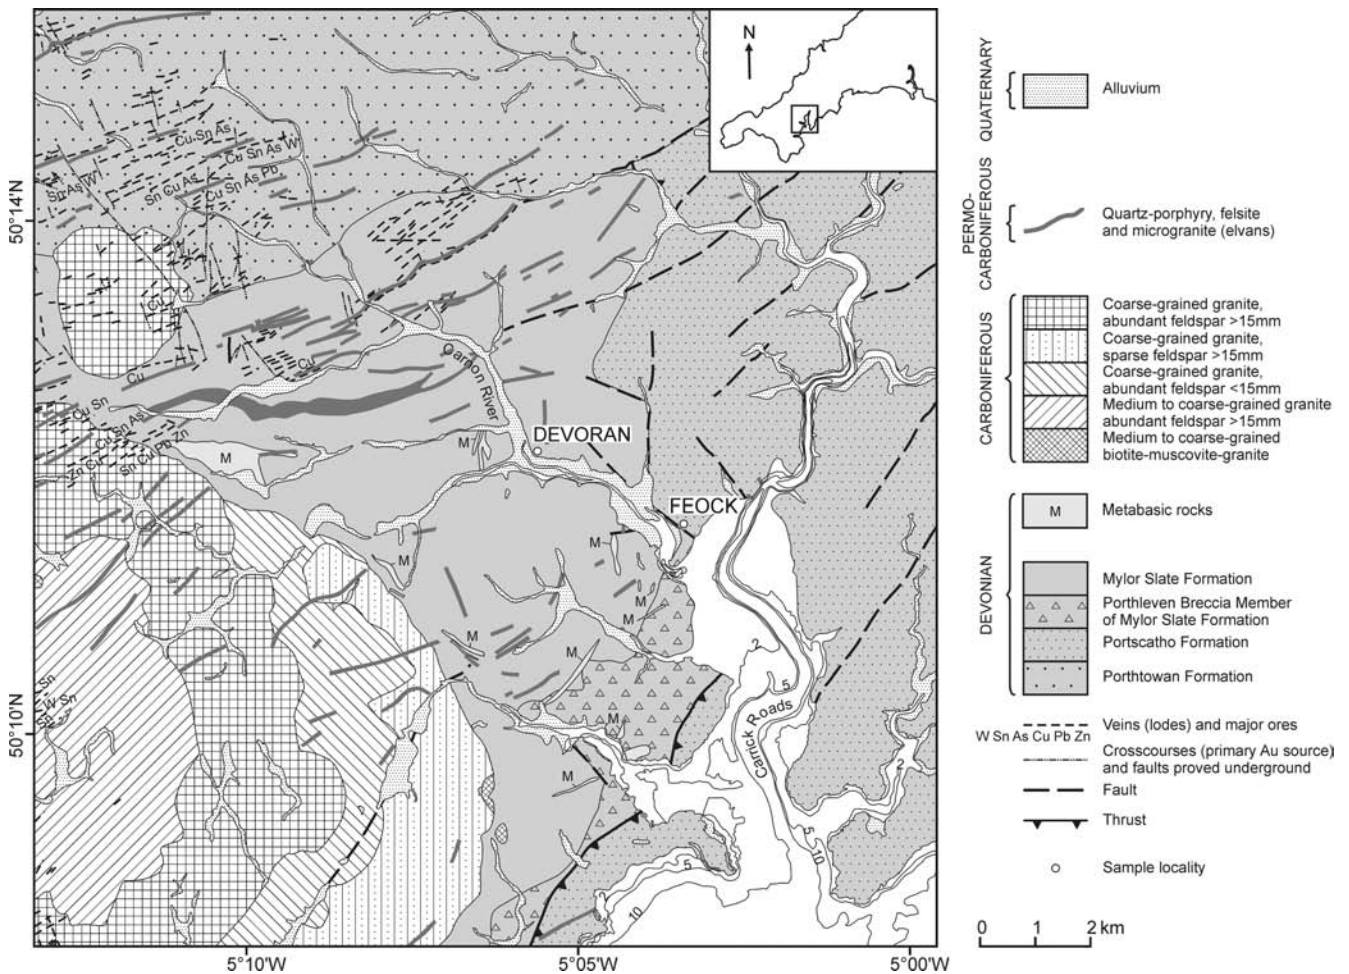 N
Cu Sn As
Cu Sn As W
Sn As W
Sn Cu As
Cu Sn As Pb
Cu
Cu
Cu
Cu Sn
Cu Sn As
Zn Cu
Sn Cu Pb Zn
M
M
Carnon River
DEVORAN
FEOCK
M
M
M
M
M
M
M
M
Sn
W Sn
Sn
2
5
Carrick Roads
2
5
10
5
2
10
50°14'N
50°10'N
5°10'W
5°05'W
5°00'W
QUATERNARY
Alluvium
PERMO-
CARBONIFEROUS
Quartz-porphyry, felsite
and microgranite (elvans)
CARBONIFEROUS
Coarse-grained granite,
abundant feldspar >15mm
Coarse-grained granite,
sparse feldspar >15mm
Coarse-grained granite,
abundant feldspar <15mm
Medium to coarse-grained granite
abundant feldspar >15mm
Medium to coarse-grained
biotite-muscovite-granite
DEVONIAN
M
Metabasic rocks
Mylor Slate Formation
Porthleven Breccia Member
of Mylor Slate Formation
Portscatho Formation
Porthtowan Formation
Veins (lodes) and major ores
W Sn As Cu Pb Zn
Crosscourses (primary Au source)
and faults proved underground
Fault
Thrust
Sample locality
0 1 2 km